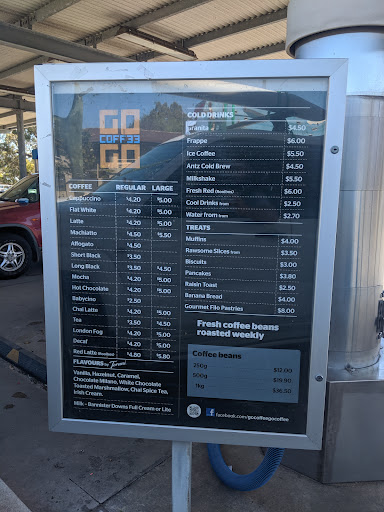 GO
COFF33
GO
COFFEE REGULAR LARGE
Cappuccino $4.20 $5.00
Flat White $4.20 $5.00
Latte $4.20 $5.00
Machiatto $4.50 $5.50
Affogato $4.50
Short Black $3.50
Long Black $3.50 $4.50
Mocha $4.20 $5.00
Hot Chocolate $4.20 $5.00
Babycino $2.50
Chai Latte $4.20 $5.00
Tea $3.50 $4.50
London Fog $4.20 $5.00
Decaf $4.20 $5.00
Red Latte $4.80 $5.80
FLAVOURS by Torani
Vanilla, Hazelnut, Caramel,
Chocolate Milano, White Chocolate
Toasted Marshmallow, Chai Spice Tea,
Irish Cream.
Milk - Bannister Downs Full Cream or Lite
COLD DRINKS
Granita $4.50
Frappe $6.00
Ice Coffee $5.50
Antz Cold Brew $4.50
Milkshake $5.50
Fresh Red $6.00
Cool Drinks from $2.50
Water from $2.70
TREATS
Muffins $4.00
Rawsome Slices from $3.50
Biscuits $3.00
Pancakes $3.80
Raisin Toast $2.50
Banana Bread $4.00
Gourmet Filo Pastries $8.00
Fresh coffee beans
roasted weekly
Coffee beans
250g $12.00
500g $19.90
1kg $36.50
facebook.com/gocoffeegocoffee